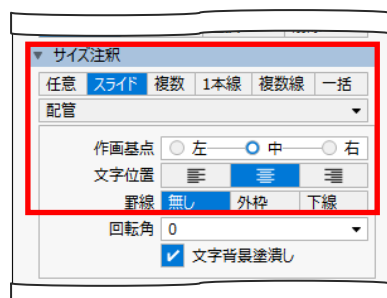 サイズ注釈
任意 スライド 複数 1本線 複数線 一括
配管
作画基点 左 中 右
文字位置
罫線 無し 外枠 下線
回転角 0
文字背景塗潰し